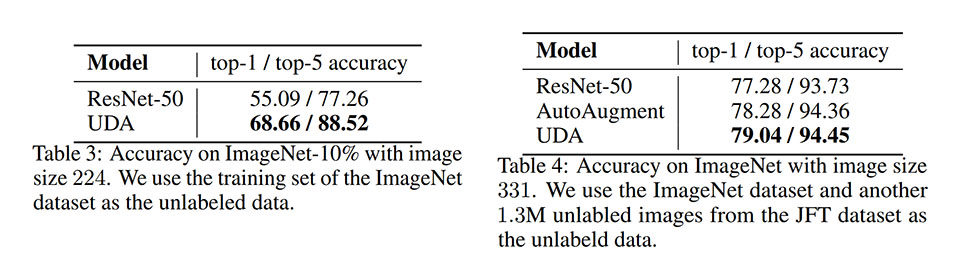 Model top-1 / top-5 accuracy
ResNet-50 55.09 / 77.26
UDA 68.66 / 88.52
Table 3: Accuracy on ImageNet-10% with image
size 224. We use the training set of the ImageNet
dataset as the unlabeled data.
Model top-1 / top-5 accuracy
ResNet-50 77.28 / 93.73
AutoAugment 78.28 / 94.36
UDA 79.04 / 94.45
Table 4: Accuracy on ImageNet with image size
331. We use the ImageNet dataset and another
1.3M unlabled images from the JFT dataset as
the unlabeld data.